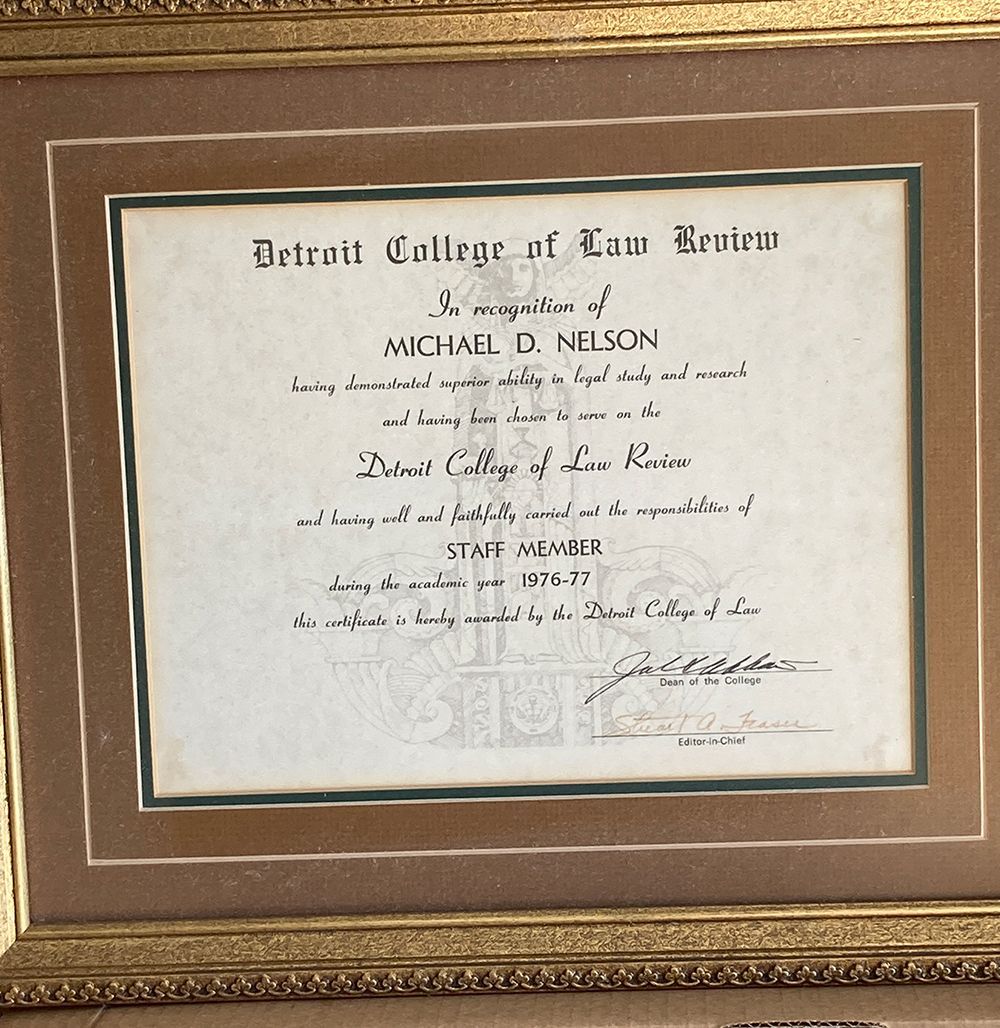 Detroit College of Law Review
In recognition of
MICHAEL D. NELSON
having demonstrated superior ability in legal study and research
and having been chosen to serve on the
Detroit College of Law Review
and having well and faithfully carried out the responsibilities of
STAFF MEMBER
during the academic year 1976-77
this certificate is hereby awarded by the Detroit College of Law
Dean of the College
Stuart A. Fraser
Editor-In-Chief